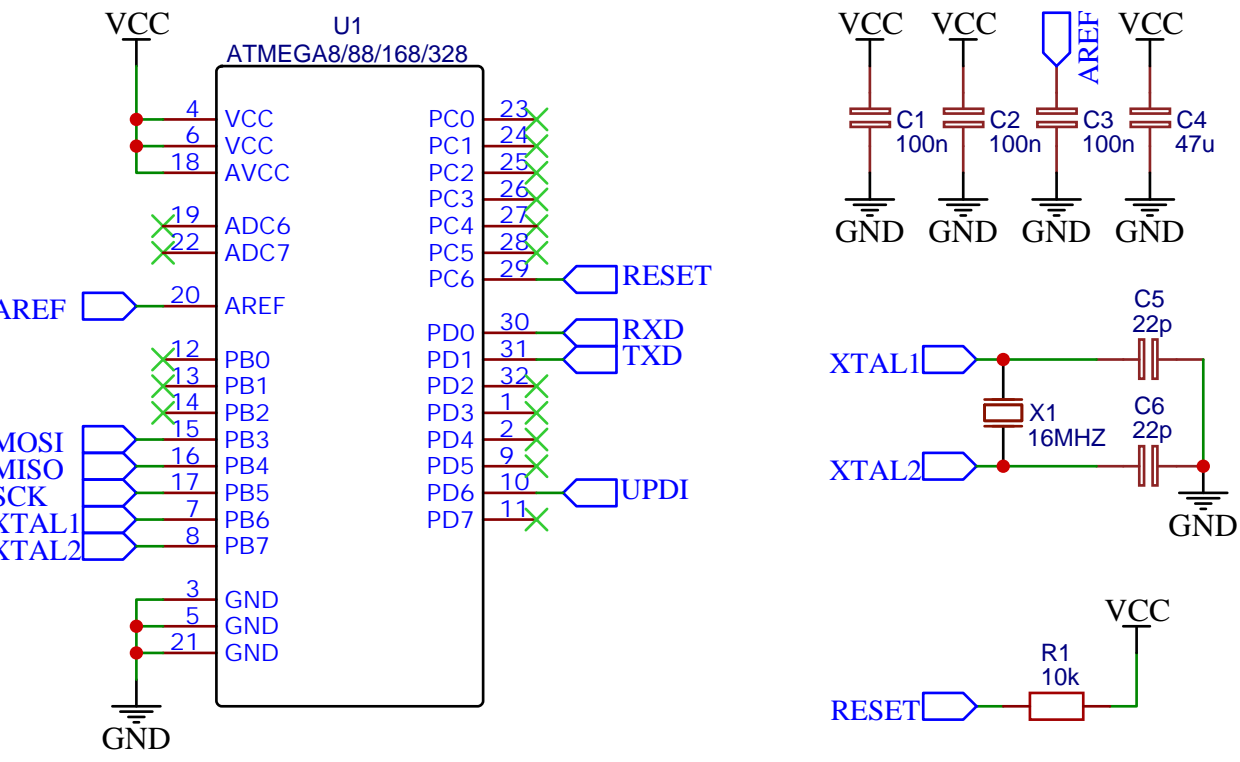 VCC
U1
ATMEGA8/88/168/328
4 VCC
6 VCC
18 AVCC
19 ADC6
22 ADC7
AREF 20 AREF
12 PB0
13 PB1
14 PB2
MOSI 15 PB3
MISO 16 PB4
SCK 17 PB5
XTAL1 7 PB6
XTAL2 8 PB7
3 GND
5 GND
21 GND
GND
PC0 23
PC1 24
PC2 25
PC3 26
PC4 27
PC5 28
PC6 29 RESET
PD0 30 RXD
PD1 31 TXD
PD2 32
PD3 1
PD4 2
PD5 9
PD6 10 UPDI
PD7 11
VCC VCC AREF VCC
C1 C2 C3 C4
100n 100n 100n 47u
GND GND GND GND
C5
22p
XTAL1
X1
16MHZ
C6
22p
XTAL2
GND
VCC
R1
10k
RESET